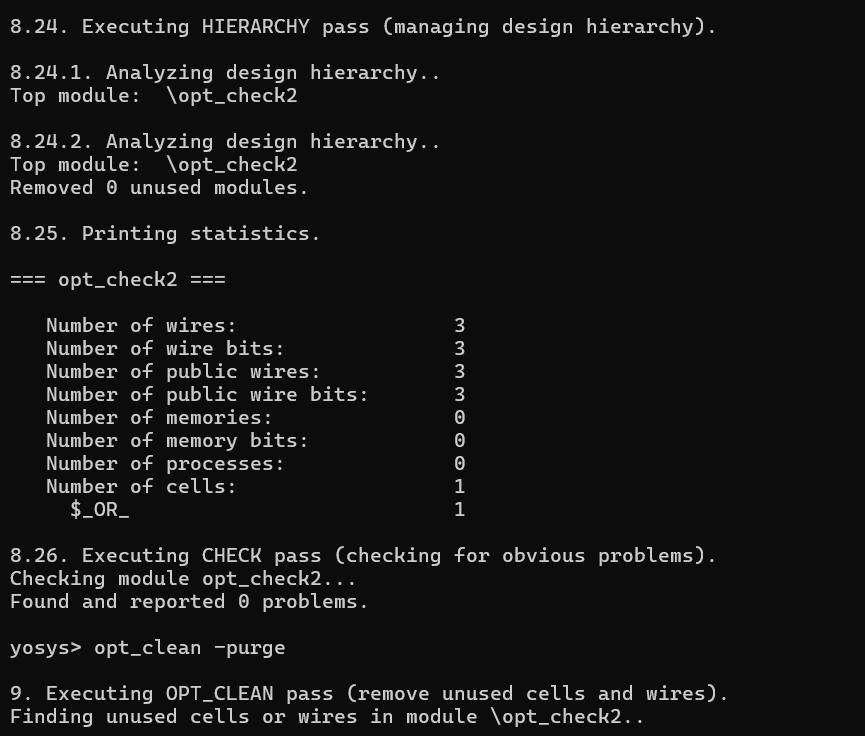 8.24. Executing HIERARCHY pass (managing design hierarchy).
8.24.1. Analyzing design hierarchy..
Top module:  \opt_check2
8.24.2. Analyzing design hierarchy..
Top module:  \opt_check2
Removed 0 unused modules.
8.25. Printing statistics.
=== opt_check2 ===
   Number of wires:                  3
   Number of wire bits:              3
   Number of public wires:           3
   Number of public wire bits:       3
   Number of memories:               0
   Number of memory bits:            0
   Number of processes:              0
   Number of cells:                  1
     $_OR_                           1
8.26. Executing CHECK pass (checking for obvious problems).
Checking module opt_check2...
Found and reported 0 problems.
yosys> opt_clean -purge
9. Executing OPT_CLEAN pass (remove unused cells and wires).
Finding unused cells or wires in module \opt_check2..